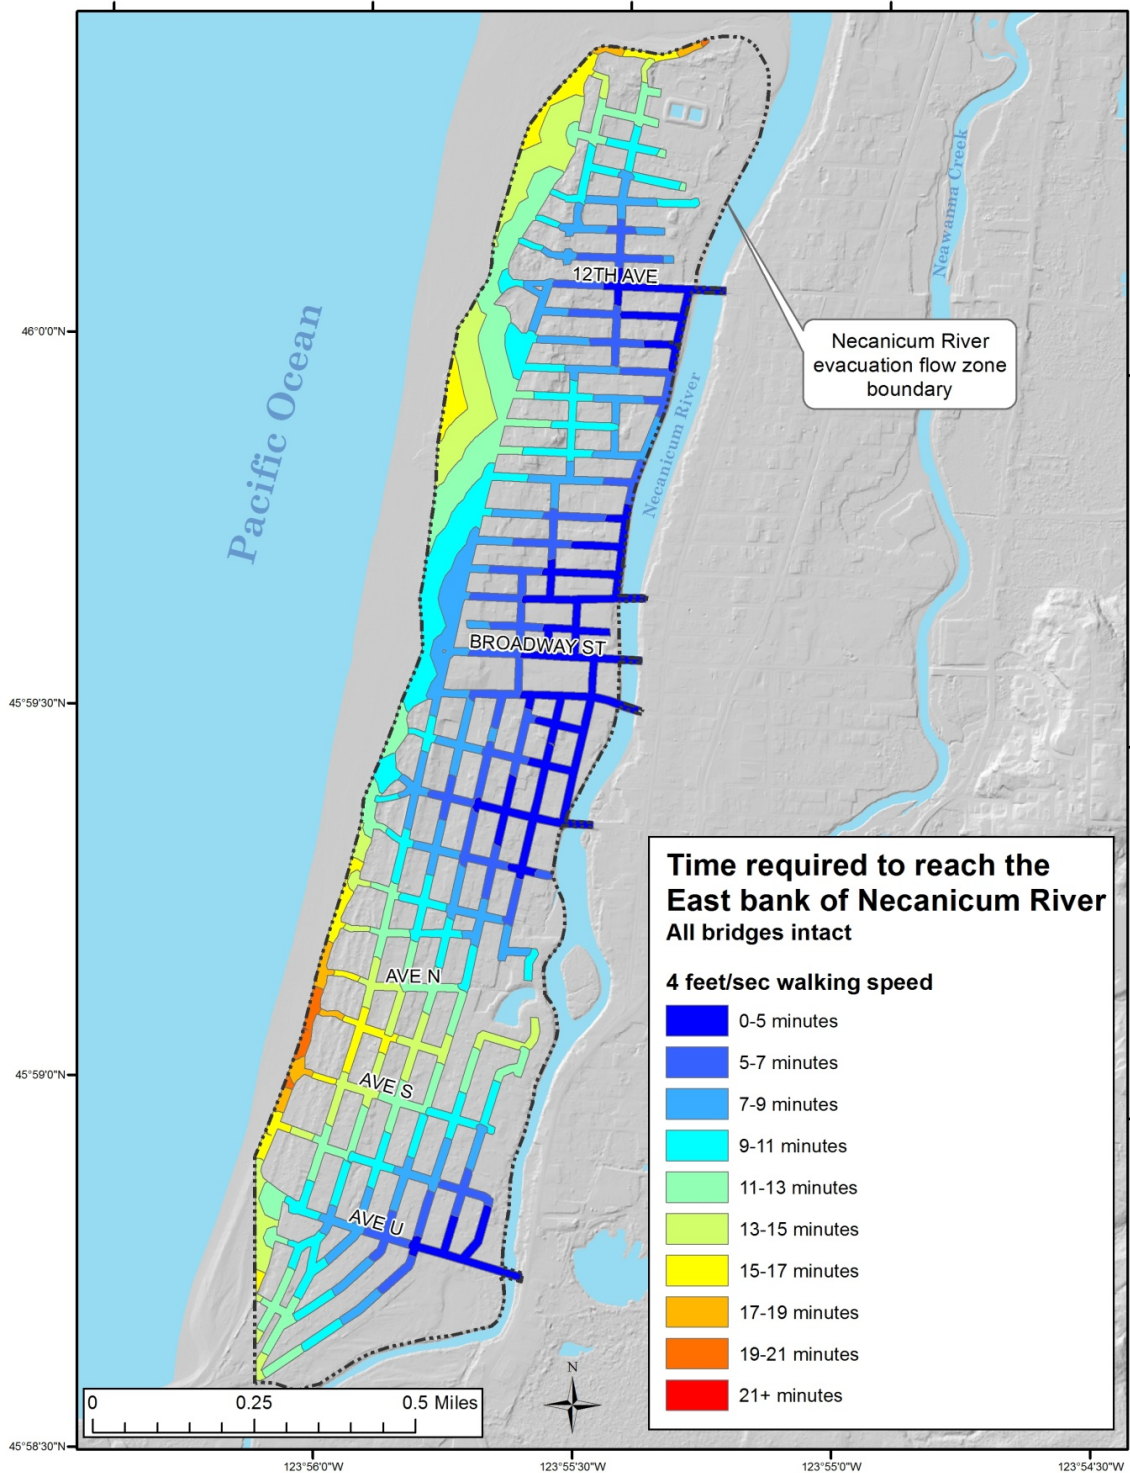 12TH AVE
46°0'0"N
Necanicum River
evacuation flow zone
boundary
Pacific Ocean
Neawanna Creek
Necanicum River
BROADWAY ST
45°59'30"N
AVE N
45°59'0"N
AVE S
AVE U
Time required to reach the
East bank of Necanicum River
All bridges intact
4 feet/sec walking speed
0-5 minutes
5-7 minutes
7-9 minutes
9-11 minutes
11-13 minutes
13-15 minutes
15-17 minutes
17-19 minutes
19-21 minutes
21+ minutes
N
0 0.25 0.5 Miles
45°58'30"N
123°56'0"W 123°55'30"W 123°55'0"W 123°54'30"W